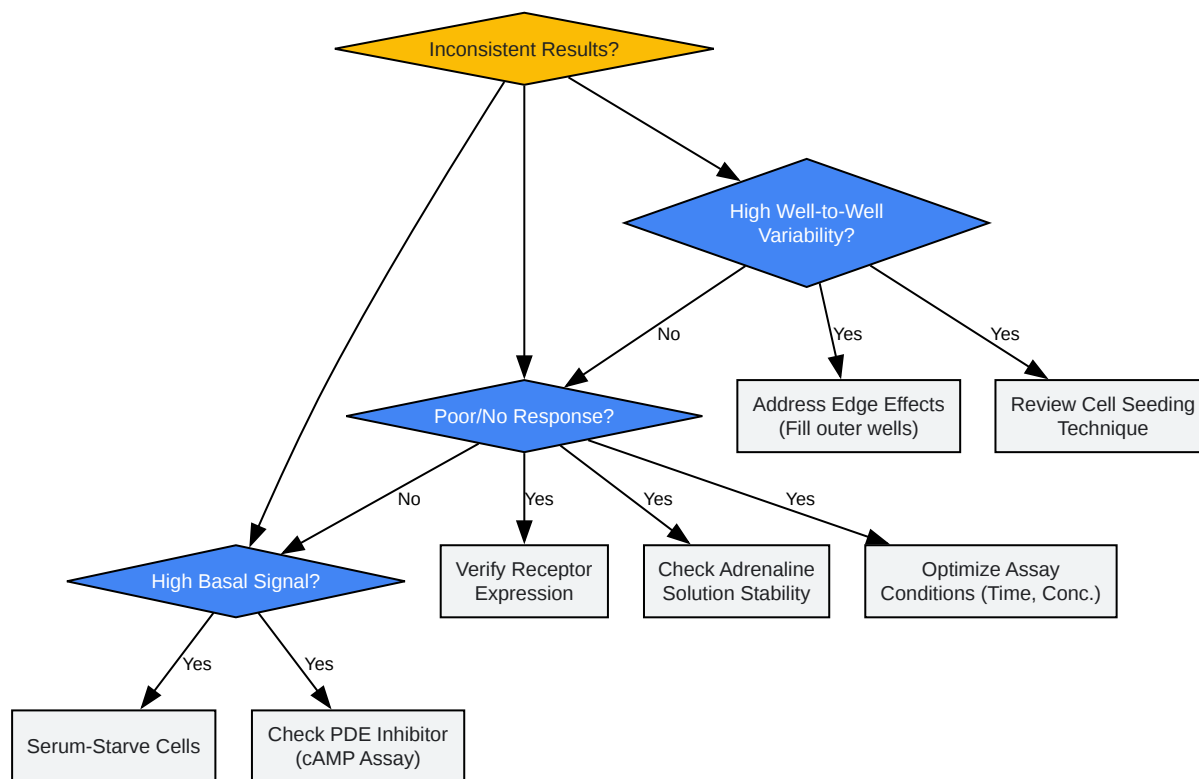 Inconsistent Results?
High Well-to-Well
Variability?
No
Yes
Yes
Address Edge Effects
(Fill outer wells)
Review Cell Seeding
Technique
Poor/No Response?
No
Yes
Yes
Yes
High Basal Signal?
Verify Receptor
Expression
Check Adrenaline
Solution Stability
Optimize Assay
Conditions (Time, Conc.)
Yes
Yes
Serum-Starve Cells
Check PDE Inhibitor
(cAMP Assay)